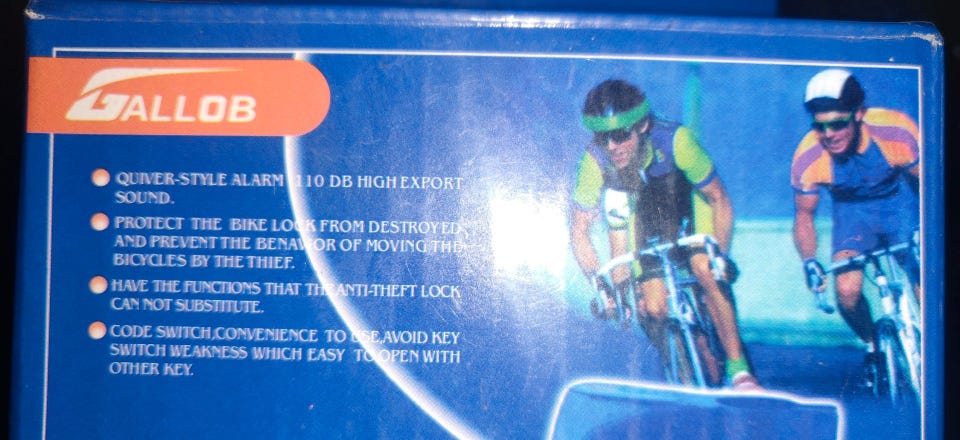 GALLOB
QUIVER-STYLE ALARM 110 DB HIGH EXPORT
SOUND.
PROTECT THE BIKE LOCK FROM DESTROYED,
AND PREVENT THE BENAVIOR OF MOVING THE
BICYCLES BY THE THIEF.
HAVE THE FUNCTIONS THAT THE ANTI-THEFT LOCK
CAN NOT SUBSTITUTE.
CODE SWITCH,CONVENIENCE TO USE,AVOID KEY
SWITCH WEAKNESS WHICH EASY TO OPEN WITH
OTHER KEY.